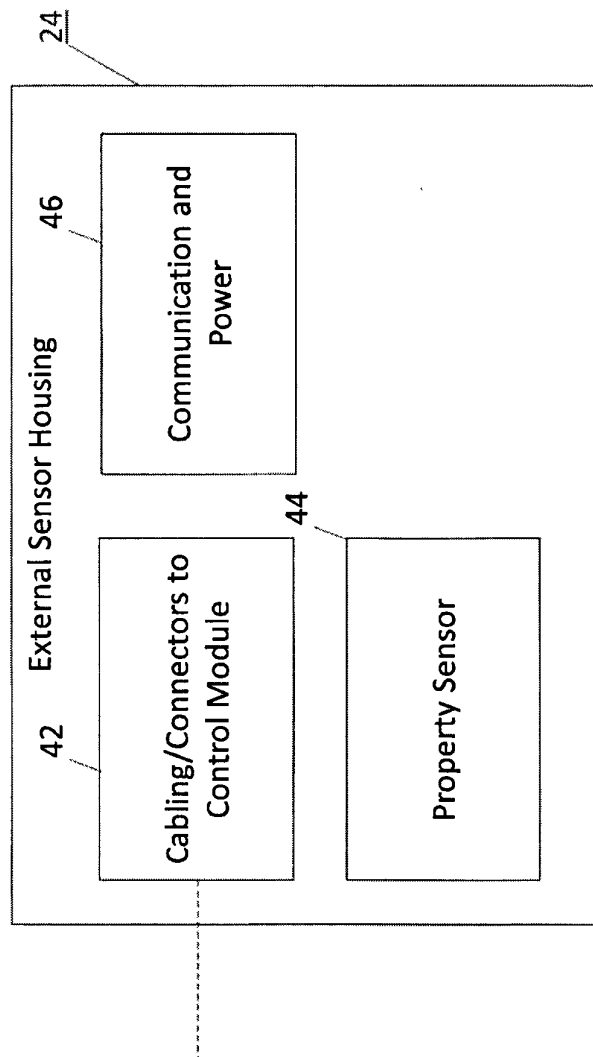 24
External Sensor Housing
42
Cabling/Connectors to
Control Module
46
Communication and
Power
44
Property Sensor